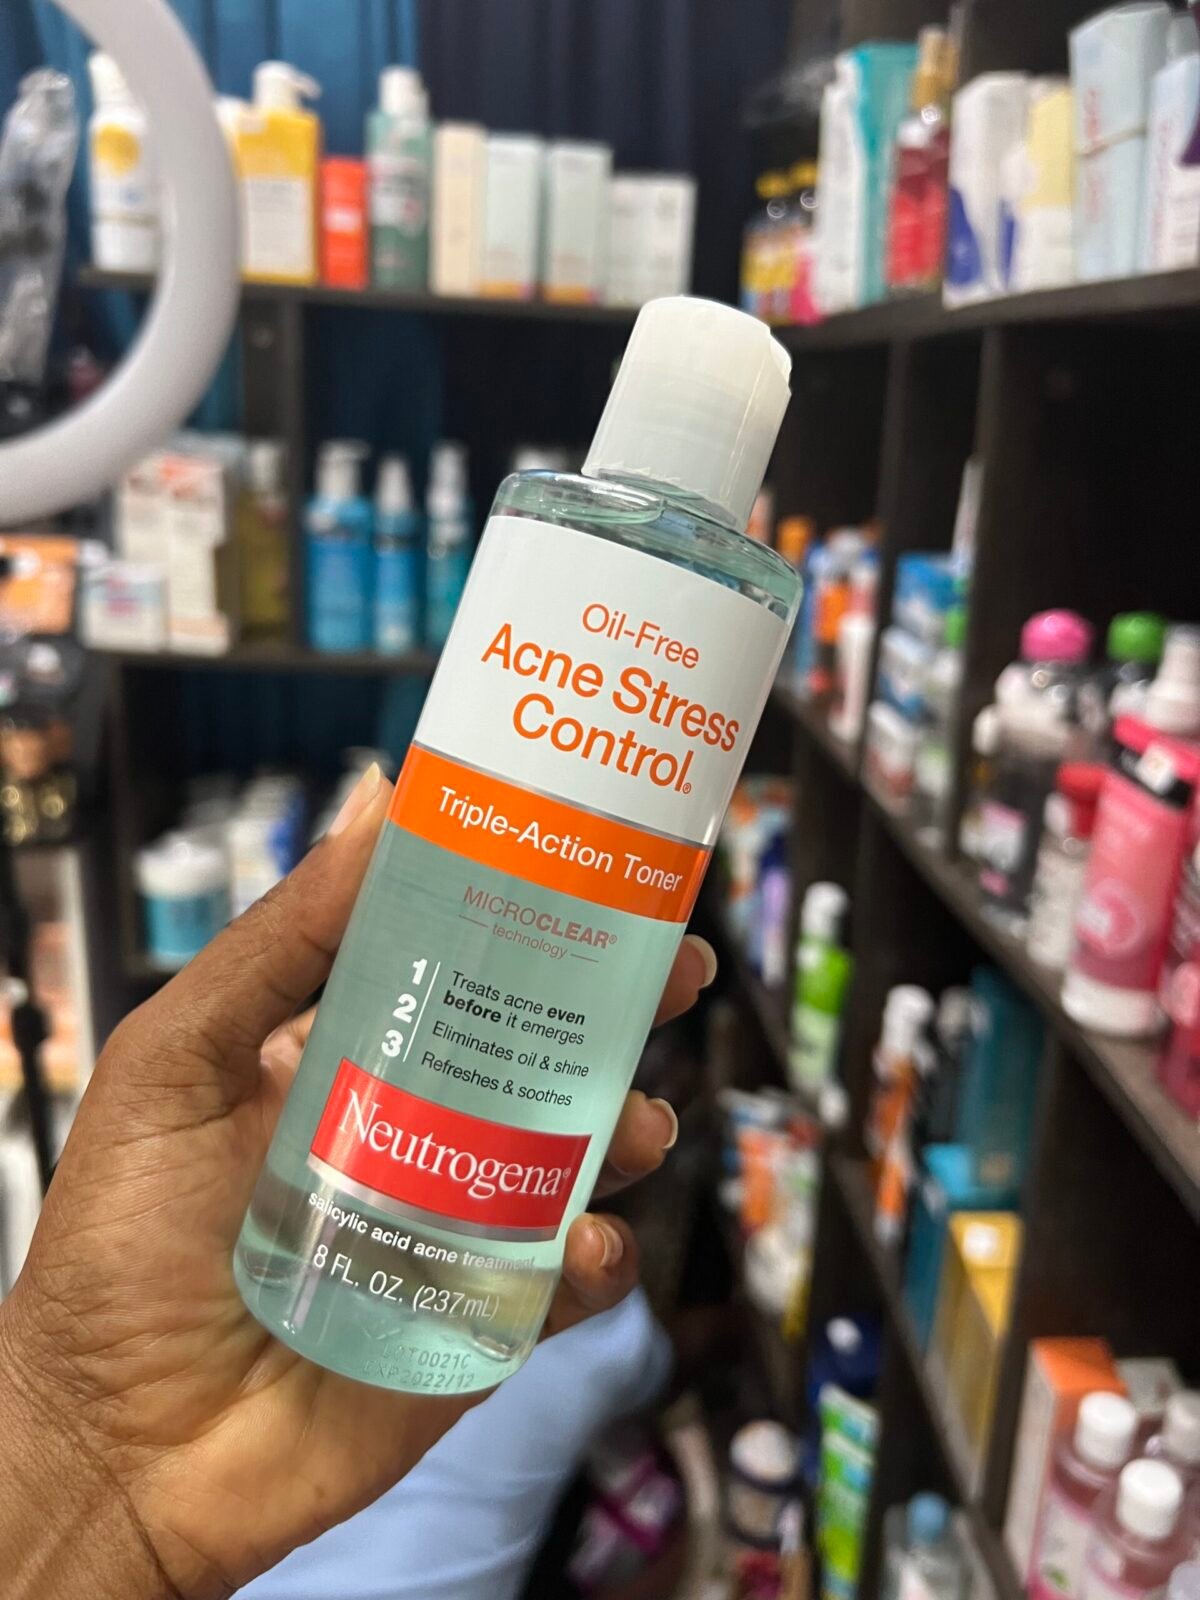 Oil-Free
Acne Stress
Control®
Triple-Action Toner
MICROCLEAR®
technology
1
2
3
Treats acne even
before it emerges
Eliminates oil & shine
Refreshes & soothes
Neutrogena®
salicylic acid acne treatment
8 FL. OZ. (237mL)
LOT0021C
EXP2022/12